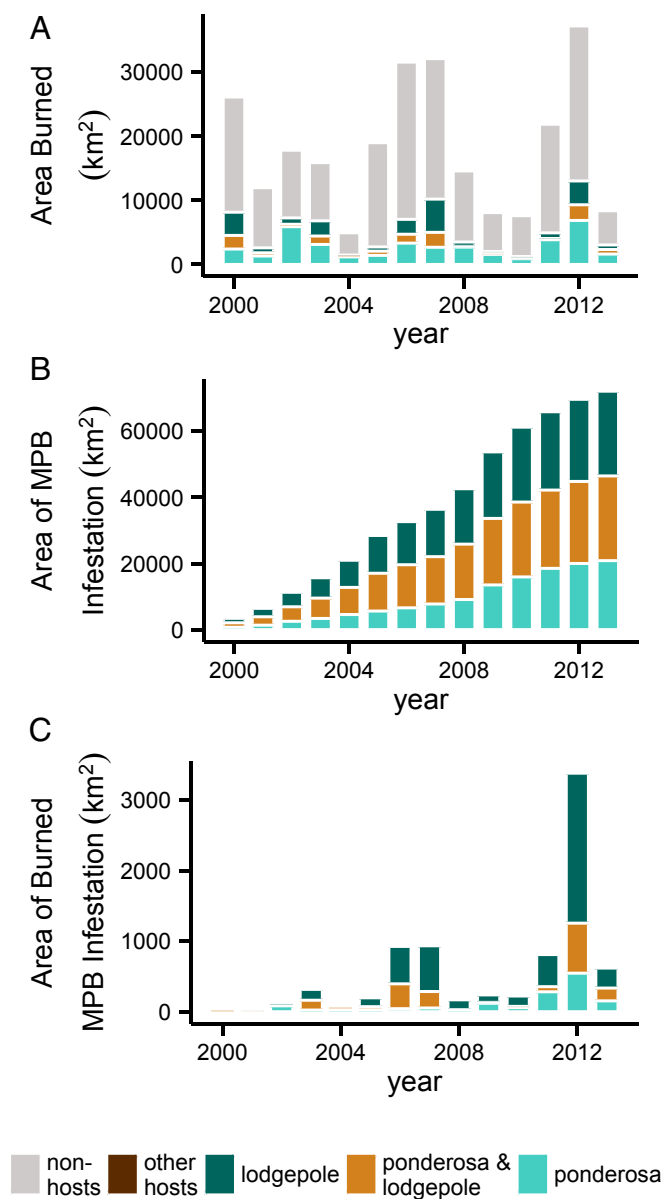 A
Area Burned
(km²)
30000
20000
10000
0
2000
2004
2008
2012
year
B
Area of MPB
Infestation (km²)
60000
40000
20000
0
2000
2004
2008
2012
year
C
Area of Burned
MPB Infestation (km²)
3000
2000
1000
0
2000
2004
2008
2012
year
non-
hosts
other
hosts
lodgepole
ponderosa &
lodgepole
ponderosa